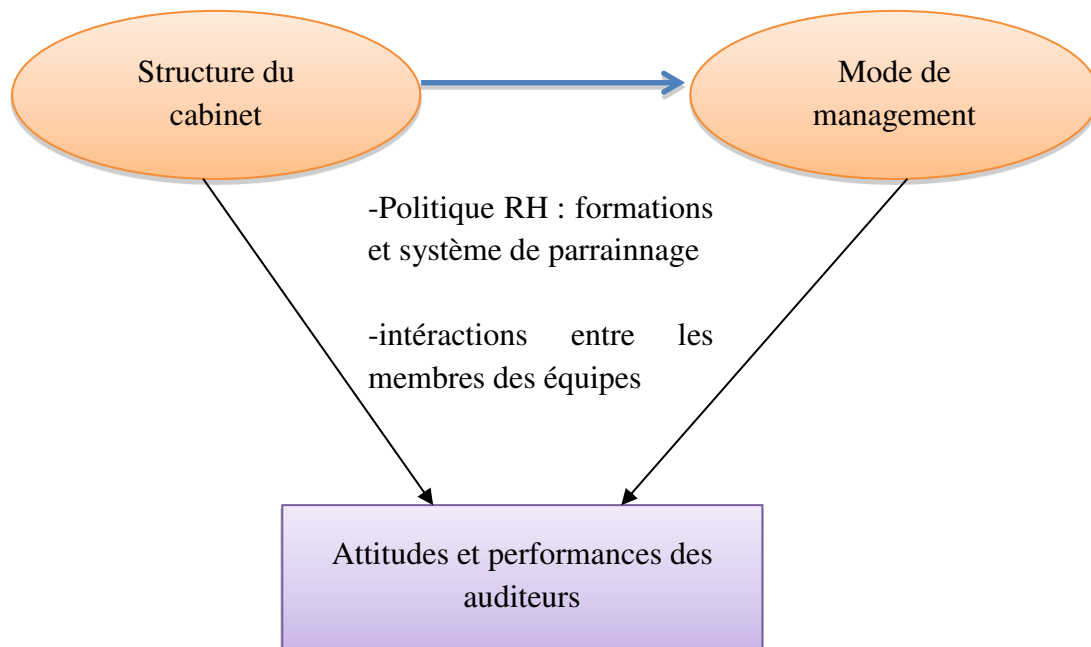 Structure du
cabinet
Mode de
management
-Politique RH : formations
et système de parrainnage
-intéractions entre les
membres des équipes
Attitudes et performances des
auditeurs